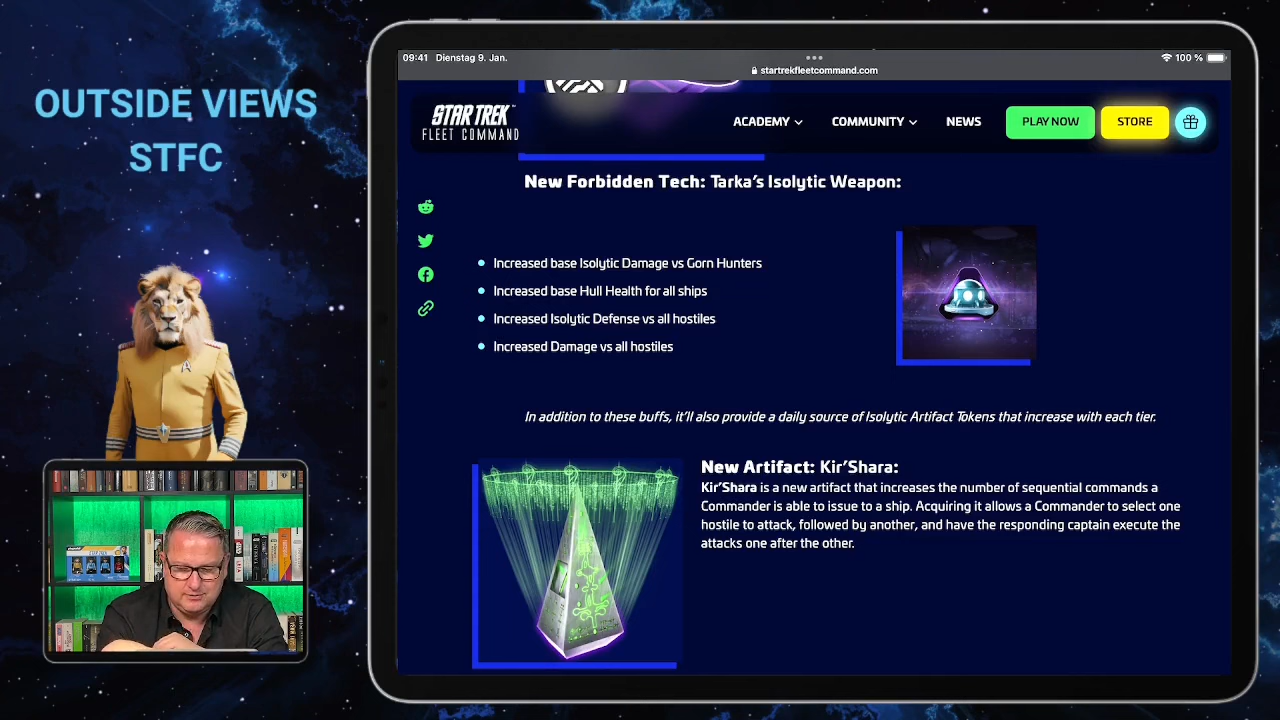 OUTSIDE VIEWS
STFC
09:41 Dienstag 9. Jan.
100 %
startrekfleetcommand.com
STAR TREK
FLEET COMMAND
ACADEMY
COMMUNITY
NEWS
PLAY NOW
STORE
New Forbidden Tech: Tarka's Isolytic Weapon:
Increased base Isolytic Damage vs Gorn Hunters
Increased base Hull Health for all ships
Increased Isolytic Defense vs all hostiles
Increased Damage vs all hostiles
In addition to these buffs, it'll also provide a daily source of Isolytic Artifact Tokens that increase with each tier.
New Artifact: Kir'Shara:
Kir'Shara is a new artifact that increases the number of sequential commands a
Commander is able to issue to a ship. Acquiring it allows a Commander to select one
hostile to attack, followed by another, and have the responding captain execute the
attacks one after the other.